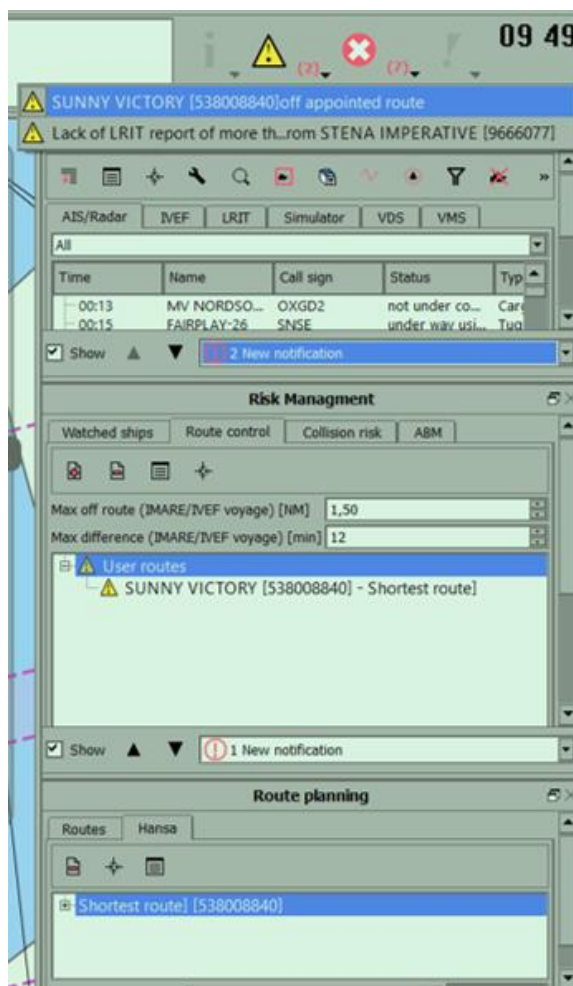 09 49
(2)
(7)
SUNNY VICTORY [538008840]off appointed route
Lack of LRIT report of more th...rom STENA IMPERATIVE [9666077]
AIS/Radar IVEF LRIT Simulator VDS VMS
All
Time Name Call sign Status Typ
00:13 MV NORDSO... OXGD2 not under co... Carg
00:15 FAIRPLAY-26 SNSE under way usi... Tug
Show 2 New notification
Risk Managment
Watched ships Route control Collision risk ABM
Max off route (IMARE/IVEF voyage) [NM] 1,50
Max difference (IMARE/IVEF voyage) [min] 12
User routes
SUNNY VICTORY [538008840] - Shortest route]
Show 1 New notification
Route planning
Routes Hansa
Shortest route] [538008840]